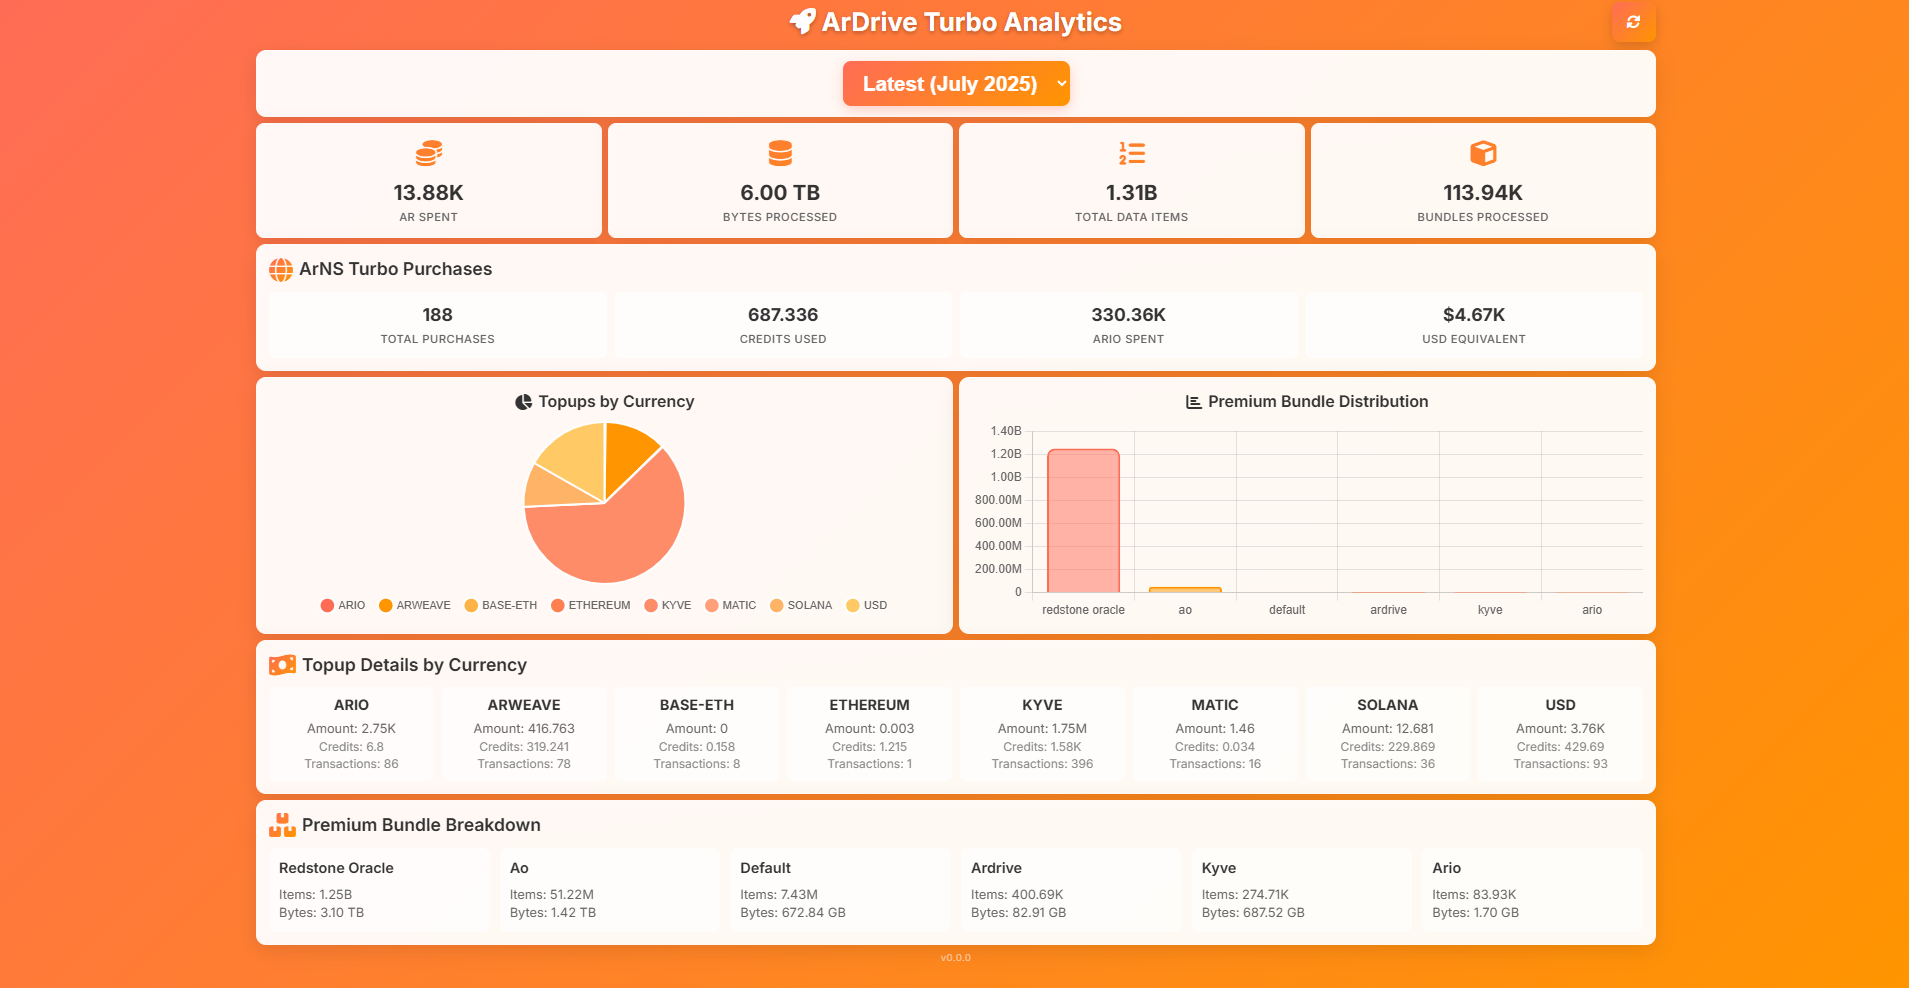 ArDrive Turbo Analytics
Latest (July 2025)
13.88K
AR SPENT
6.00 TB
BYTES PROCESSED
1.31B
TOTAL DATA ITEMS
113.94K
BUNDLES PROCESSED
ArNS Turbo Purchases
188
TOTAL PURCHASES
687.336
CREDITS USED
330.36K
ARIO SPENT
$4.67K
USD EQUIVALENT
Topups by Currency
ARIO ARWEAVE BASE-ETH ETHEREUM KYVE MATIC SOLANA USD
Premium Bundle Distribution
1.40B
1.20B
1.00B
800.00M
600.00M
400.00M
200.00M
0
redstone oracle ao default ardrive kyve ario
Topup Details by Currency
ARIO
Amount: 2.75K
Credits: 6.8
Transactions: 86
ARWEAVE
Amount: 416.763
Credits: 319.241
Transactions: 78
BASE-ETH
Amount: 0
Credits: 0.158
Transactions: 8
ETHEREUM
Amount: 0.003
Credits: 1.215
Transactions: 1
KYVE
Amount: 1.75M
Credits: 1.58K
Transactions: 396
MATIC
Amount: 1.46
Credits: 0.034
Transactions: 16
SOLANA
Amount: 12.681
Credits: 229.869
Transactions: 36
USD
Amount: 3.76K
Credits: 429.69
Transactions: 93
Premium Bundle Breakdown
Redstone Oracle
Items: 1.25B
Bytes: 3.10 TB
Ao
Items: 51.22M
Bytes: 1.42 TB
Default
Items: 7.43M
Bytes: 672.84 GB
Ardrive
Items: 400.69K
Bytes: 82.91 GB
Kyve
Items: 274.71K
Bytes: 687.52 GB
Ario
Items: 83.93K
Bytes: 1.70 GB
v0.0.0